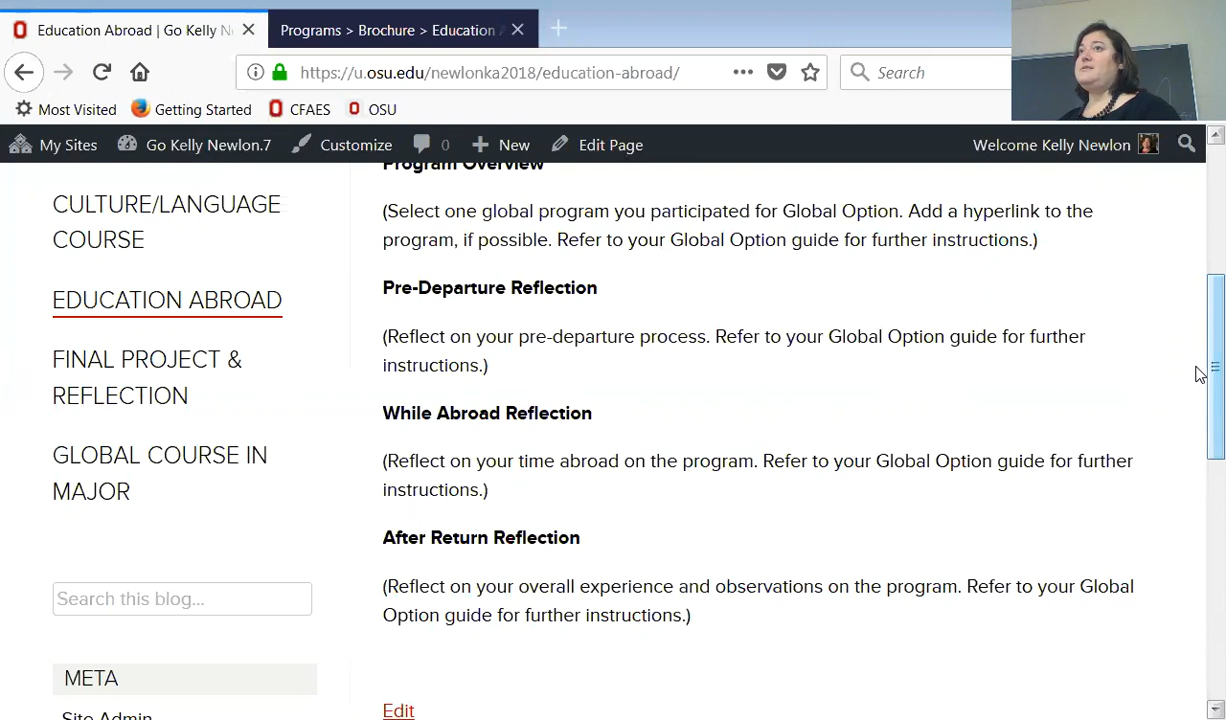 Education Abroad | Go Kelly N
Programs > Brochure > Education A
https://u.osu.edu/newlonka2018/education-abroad/
Search
Most Visited
Getting Started
CFAES
OSU
My Sites
Go Kelly Newlon.7
Customize
0
New
Edit Page
Welcome Kelly Newlon
CULTURE/LANGUAGE
COURSE
EDUCATION ABROAD
FINAL PROJECT &
REFLECTION
GLOBAL COURSE IN
MAJOR
Search this blog...
META
Site Admin
Program Overview
(Select one global program you participated for Global Option. Add a hyperlink to the
program, if possible. Refer to your Global Option guide for further instructions.)
Pre-Departure Reflection
(Reflect on your pre-departure process. Refer to your Global Option guide for further
instructions.)
While Abroad Reflection
(Reflect on your time abroad on the program. Refer to your Global Option guide for further
instructions.)
After Return Reflection
(Reflect on your overall experience and observations on the program. Refer to your Global
Option guide for further instructions.)
Edit